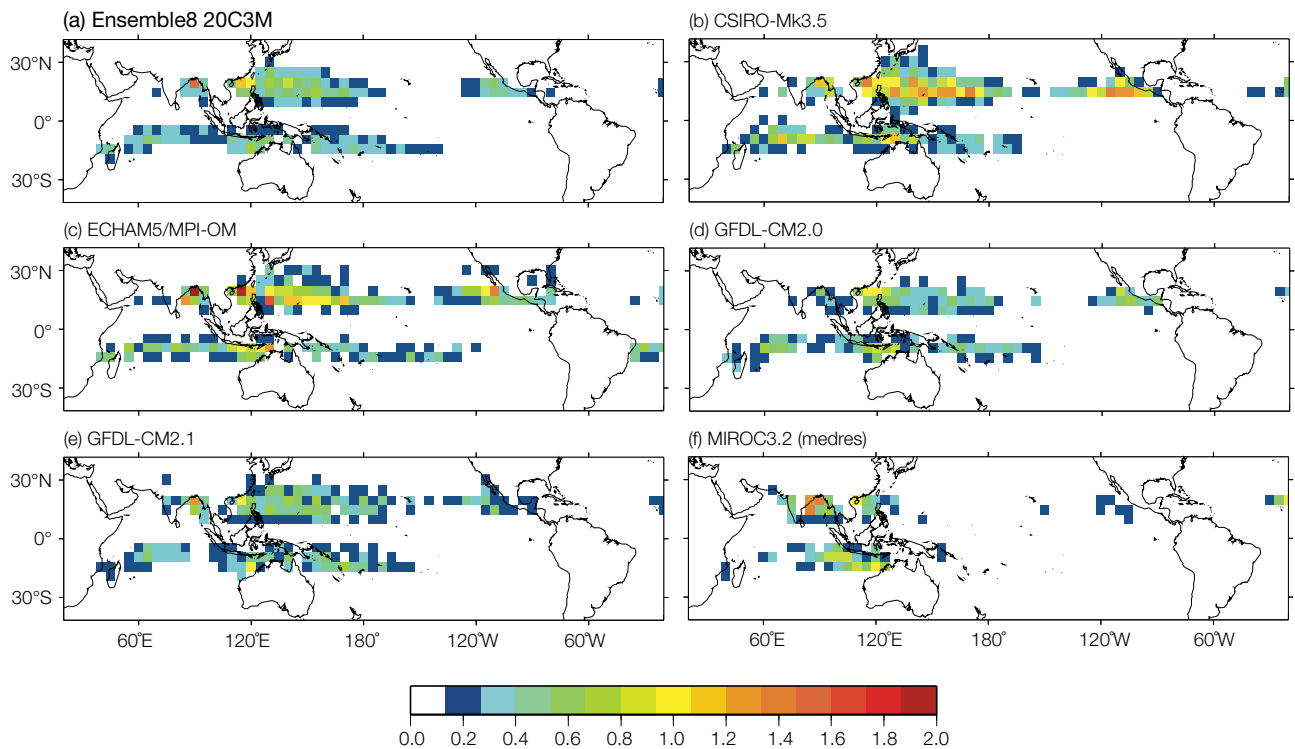 (a) Ensemble8 20C3M
(b) CSIRO-Mk3.5
30°N
0°
30°S
(c) ECHAM5/MPI-OM
(d) GFDL-CM2.0
30°N
0°
30°S
(e) GFDL-CM2.1
(f) MIROC3.2 (medres)
30°N
0°
30°S
60°E 120°E 180° 120°W 60°W
60°E 120°E 180° 120°W 60°W
0.0 0.2 0.4 0.6 0.8 1.0 1.2 1.4 1.6 1.8 2.0